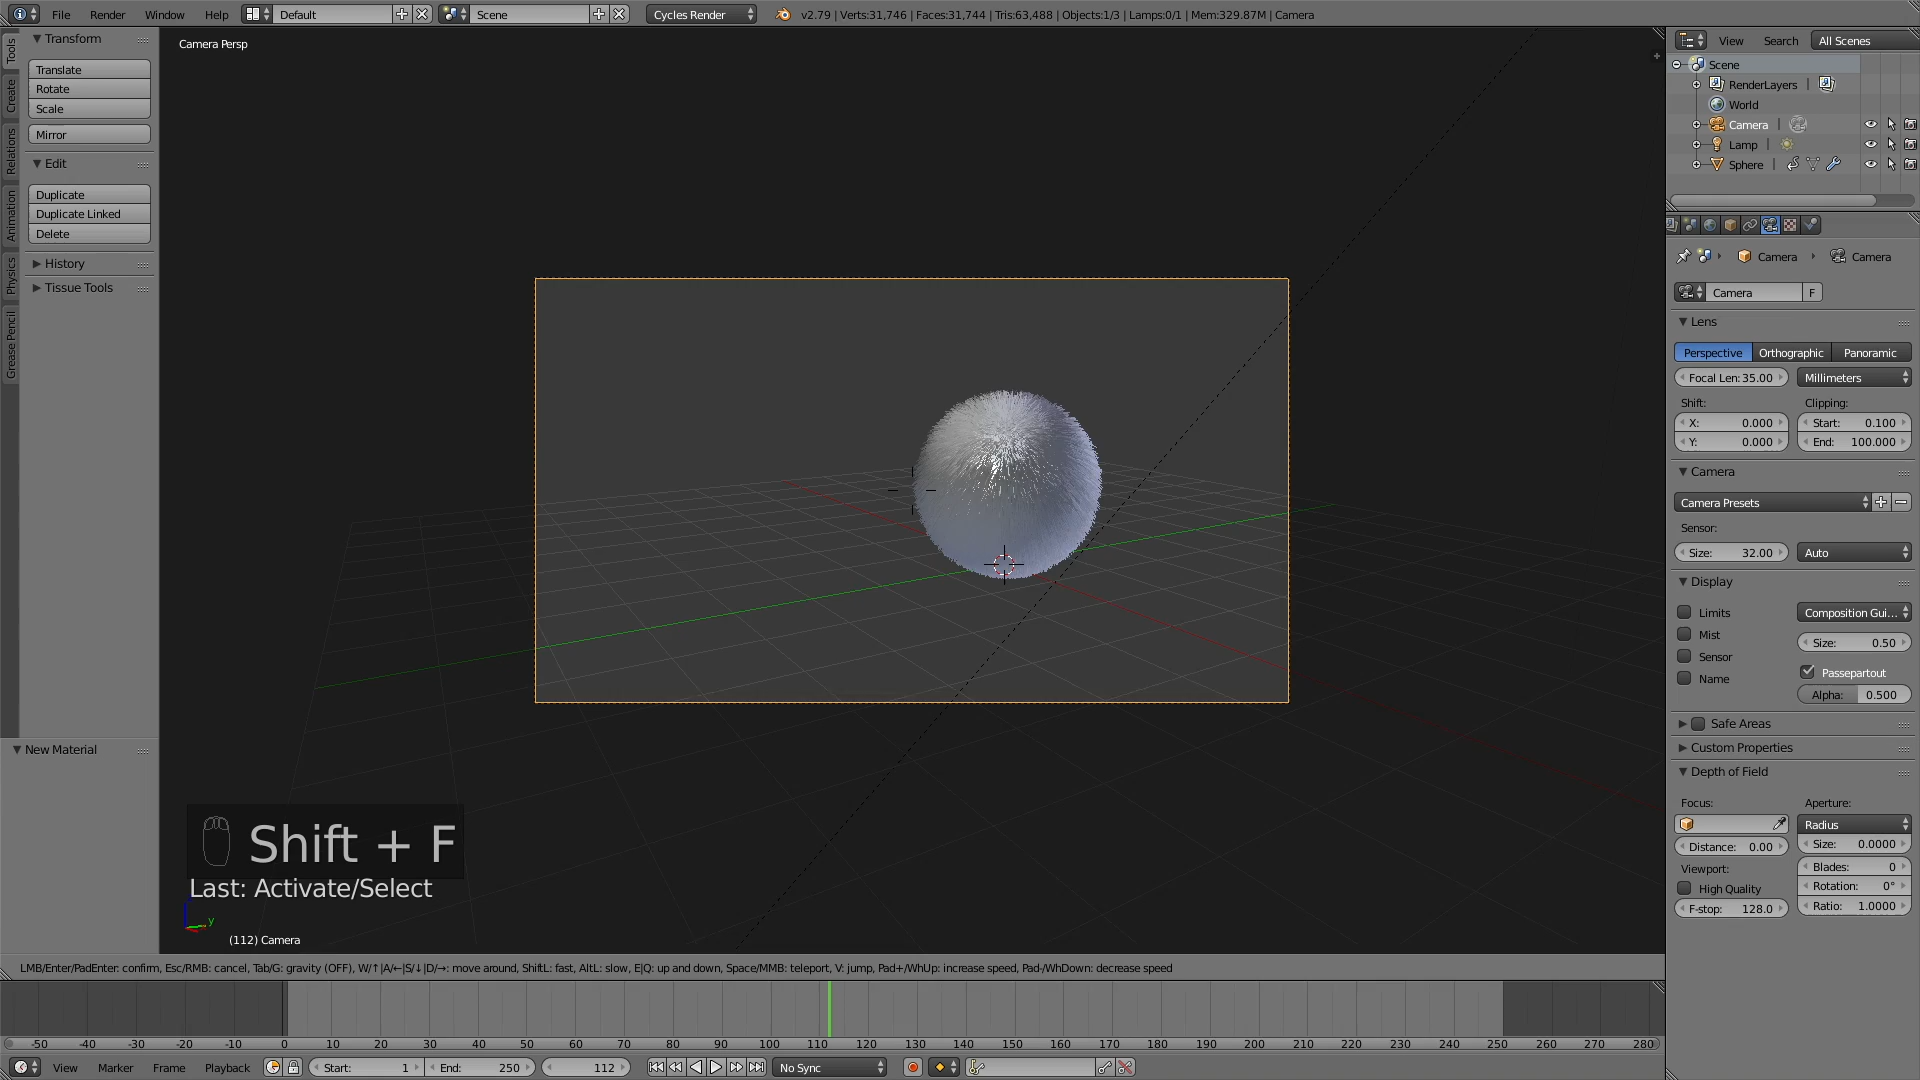 File Render Window Help Default Scene Cycles Render v2.79 | Verts:31,746 | Faces:31,744 | Tris:63,488 | Objects:1/3 | Lamps:0/1 | Mem:329.87M | Camera
Tools
Create
Relations
Animation
Physics
Grease Pencil
Transform
Translate
Rotate
Scale
Mirror
Edit
Duplicate
Duplicate Linked
Delete
History
Tissue Tools
New Material
Camera Persp
Shift + F
Last: Activate/Select
y
(112) Camera
View Search All Scenes
Scene
RenderLayers |
World
Camera |
Lamp |
Sphere |
Camera Camera
Camera F
Lens
Perspective Orthographic Panoramic
Focal Len: 35.00 Millimeters
Shift: Clipping:
X: 0.000 Start: 0.100
Y: 0.000 End: 100.000
Camera
Camera Presets
Sensor:
Size: 32.00 Auto
Display
Limits Composition Gui...
Mist Size: 0.50
Sensor Passepartout
Name Alpha: 0.500
Safe Areas
Custom Properties
Depth of Field
Focus: Aperture:
Radius
Distance: 0.00 Size: 0.0000
Viewport: Blades: 0
High Quality Rotation: 0°
F-stop: 128.0 Ratio: 1.0000
LMB/Enter/PadEnter: confirm, Esc/RMB: cancel, Tab/G: gravity (OFF), W/↑|A/←|S/↓|D/→: move around, ShiftL: fast, AltL: slow, E|Q: up and down, Space/MMB: teleport, V: jump, Pad+/WhUp: increase speed, Pad-/WhDown: decrease speed
-50 -40 -30 -20 -10 0 10 20 30 40 50 60 70 80 90 100 110 120 130 140 150 160 170 180 190 200 210 220 230 240 250 260 270 280
View Marker Frame Playback Start: 1 End: 250 112 No Sync